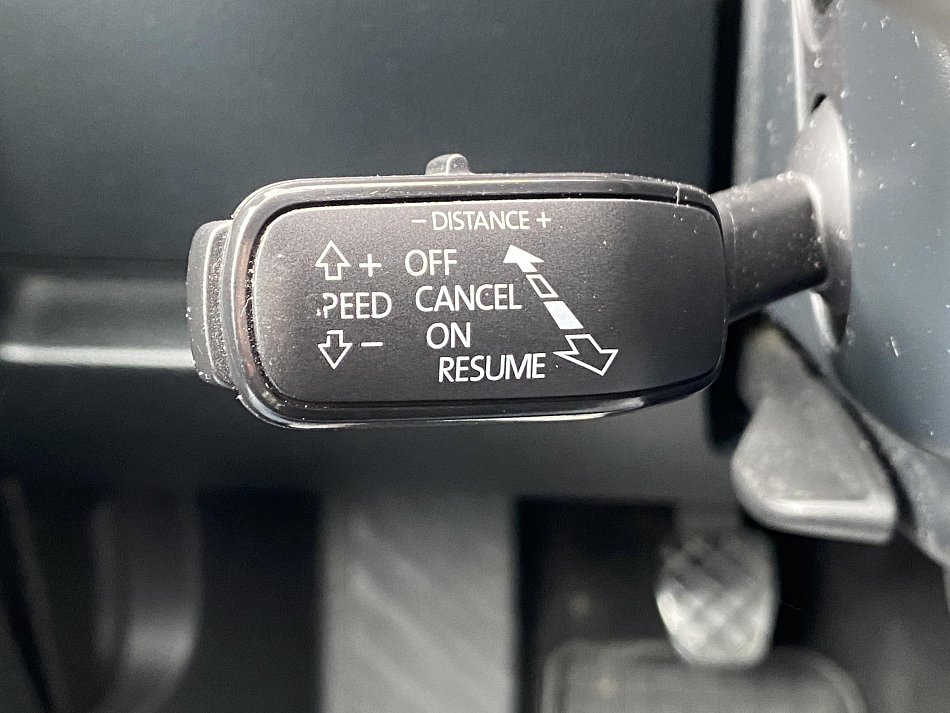 − DISTANCE +
+ OFF
PEED CANCEL
− ON
RESUME